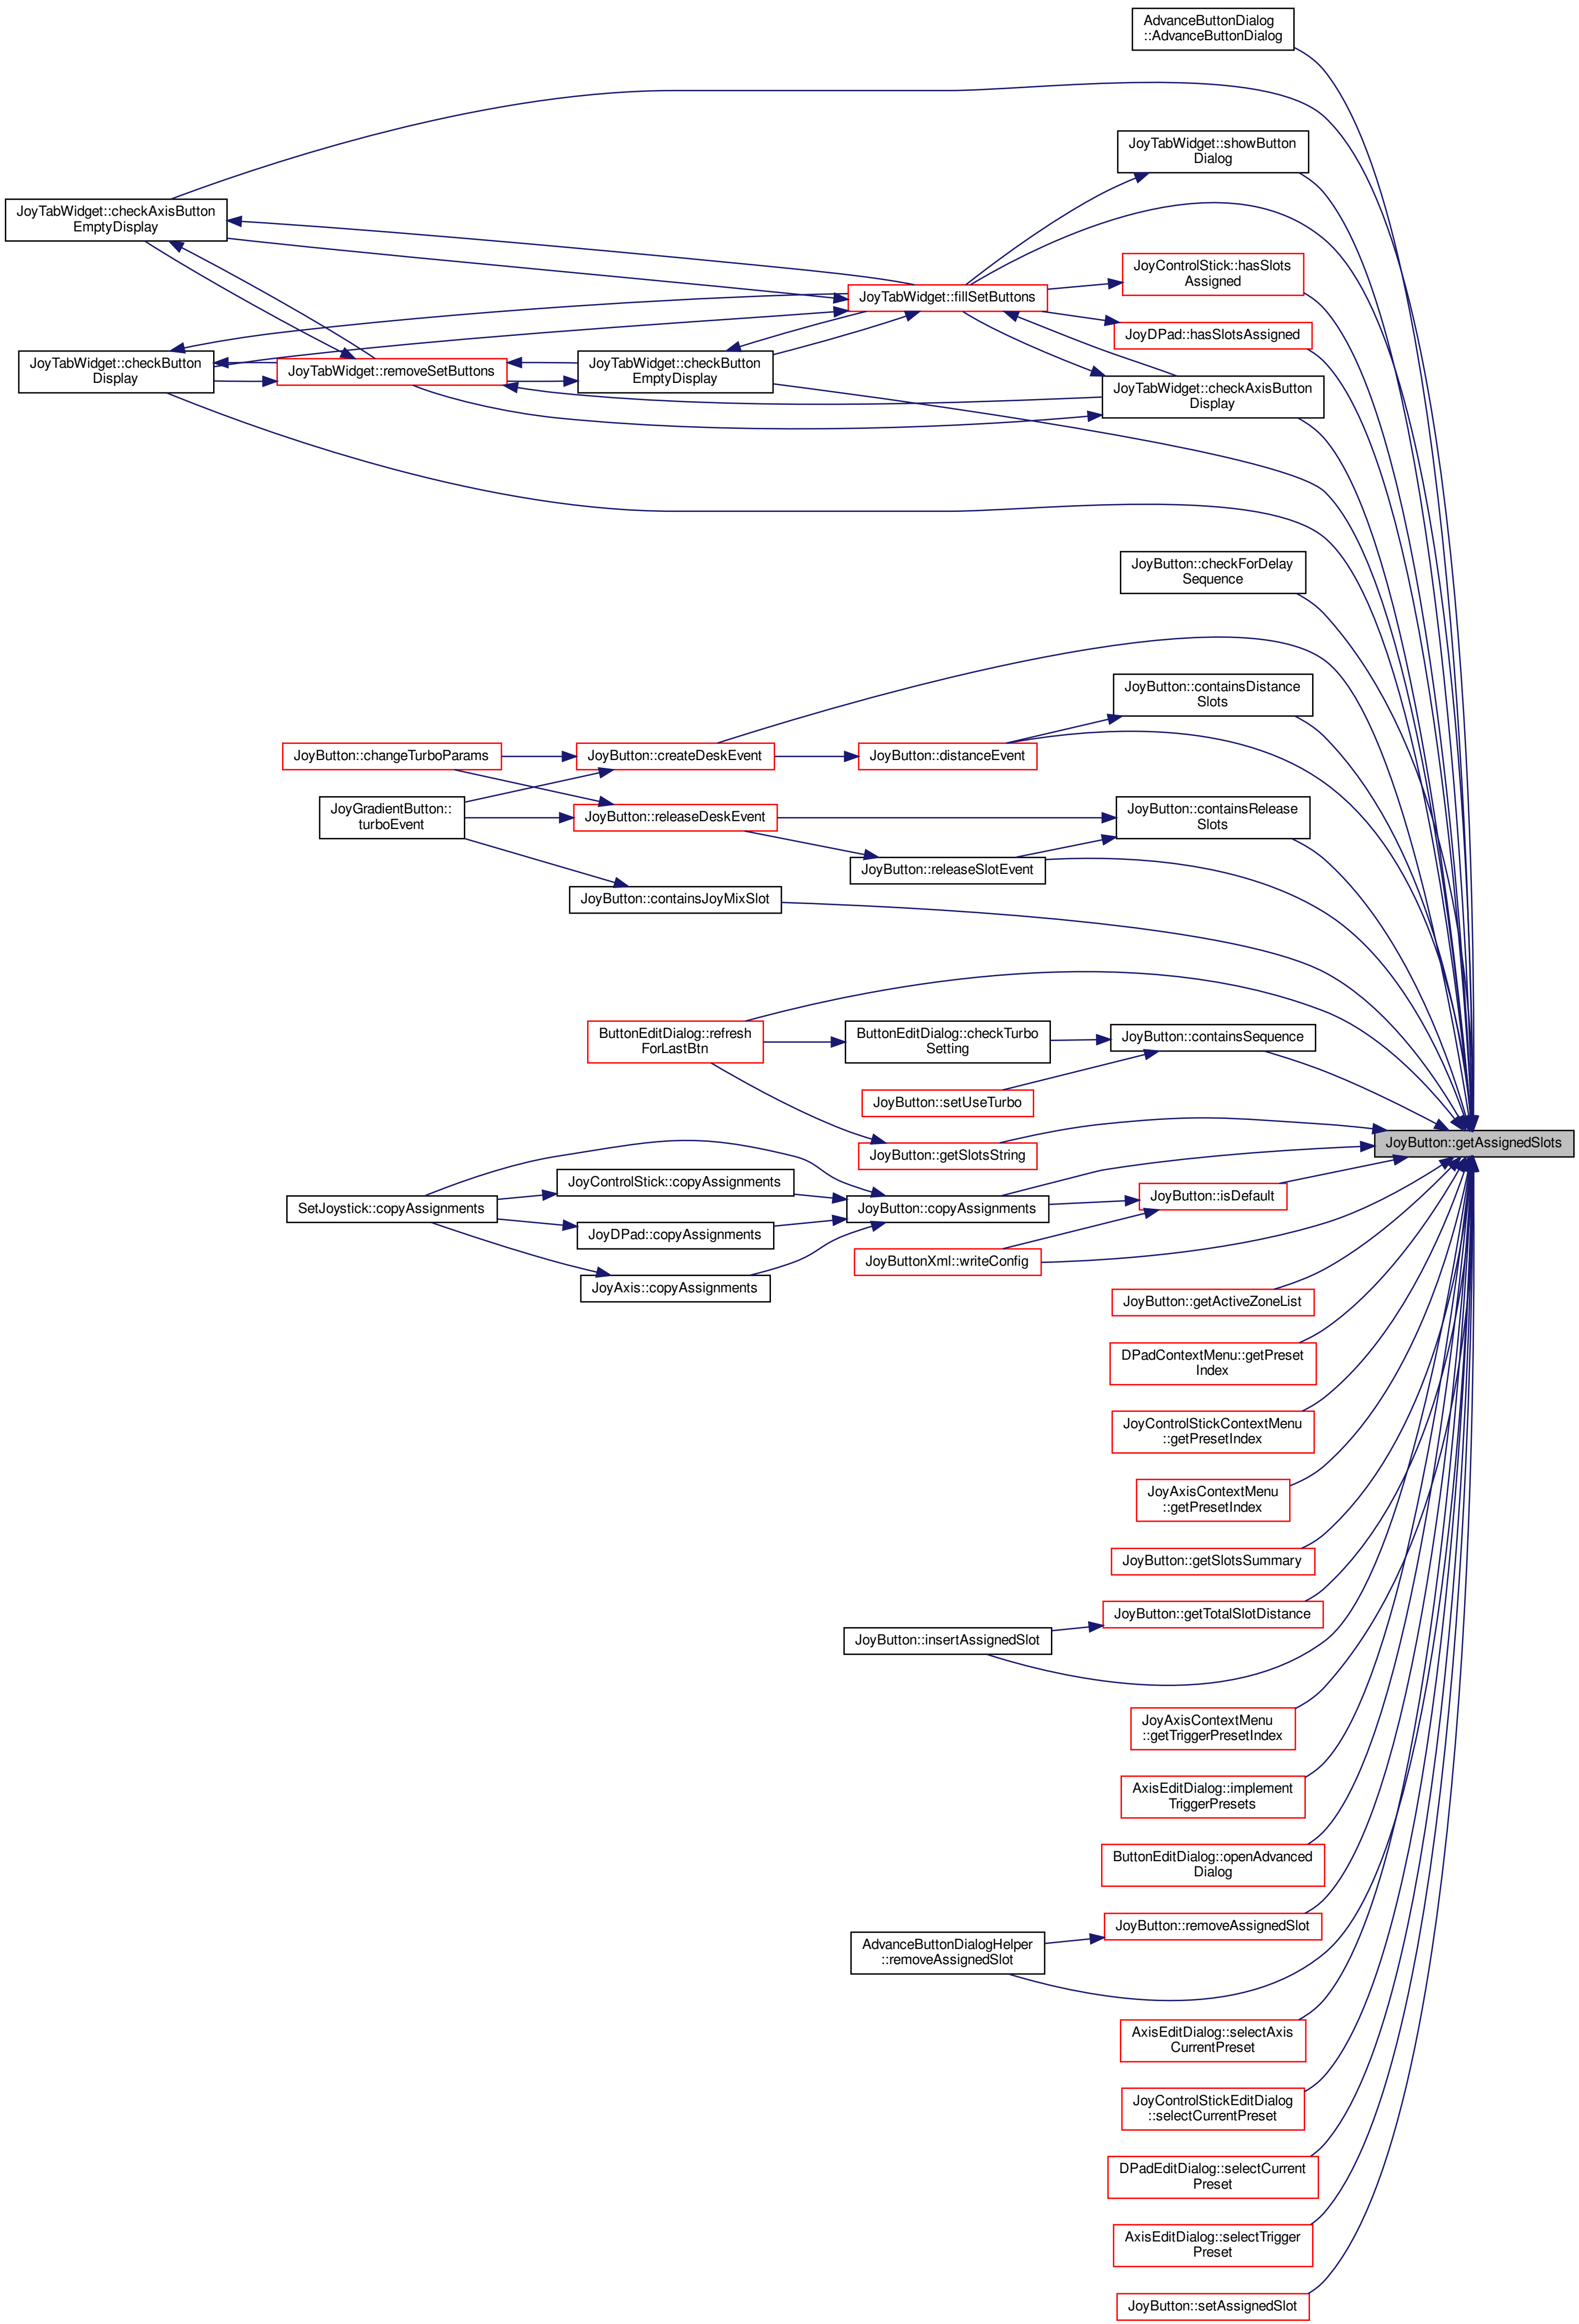 AdvanceButtonDialog
::AdvanceButtonDialog
JoyTabWidget::showButton
Dialog
JoyTabWidget::checkAxisButton
EmptyDisplay
JoyControlStick::hasSlots
Assigned
JoyTabWidget::fillSetButtons
JoyDPad::hasSlotsAssigned
JoyTabWidget::checkButton
Display
JoyTabWidget::removeSetButtons
JoyTabWidget::checkButton
EmptyDisplay
JoyTabWidget::checkAxisButton
Display
JoyButton::checkForDelay
Sequence
JoyButton::containsDistance
Slots
JoyButton::changeTurboParams
JoyButton::createDeskEvent
JoyButton::distanceEvent
JoyGradientButton::
turboEvent
JoyButton::releaseDeskEvent
JoyButton::containsRelease
Slots
JoyButton::releaseSlotEvent
JoyButton::containsJoyMixSlot
ButtonEditDialog::refresh
ForLastBtn
ButtonEditDialog::checkTurbo
Setting
JoyButton::containsSequence
JoyButton::setUseTurbo
JoyButton::getAssignedSlots
JoyButton::getSlotsString
JoyControlStick::copyAssignments
JoyButton::isDefault
SetJoystick::copyAssignments
JoyButton::copyAssignments
JoyDPad::copyAssignments
JoyButtonXml::writeConfig
JoyAxis::copyAssignments
JoyButton::getActiveZoneList
DPadContextMenu::getPreset
Index
JoyControlStickContextMenu
::getPresetIndex
JoyAxisContextMenu
::getPresetIndex
JoyButton::getSlotsSummary
JoyButton::getTotalSlotDistance
JoyButton::insertAssignedSlot
JoyAxisContextMenu
::getTriggerPresetIndex
AxisEditDialog::implement
TriggerPresets
ButtonEditDialog::openAdvanced
Dialog
JoyButton::removeAssignedSlot
AdvanceButtonDialogHelper
::removeAssignedSlot
AxisEditDialog::selectAxis
CurrentPreset
JoyControlStickEditDialog
::selectCurrentPreset
DPadEditDialog::selectCurrent
Preset
AxisEditDialog::selectTrigger
Preset
JoyButton::setAssignedSlot